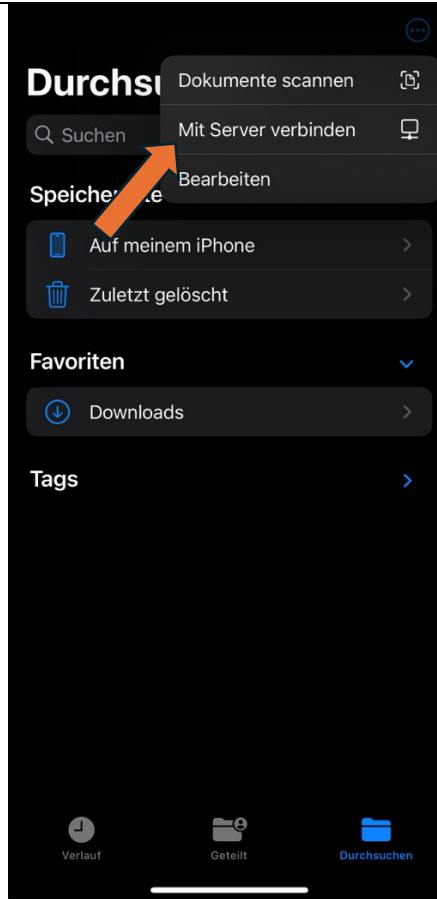 Durchsu
Dokumente scannen
Suchen
Mit Server verbinden
Bearbeiten
Auf meinem iPhone
Zuletzt gelöscht
Favoriten
Downloads
Tags
Verlauf
Geteilt
Durchsuchen